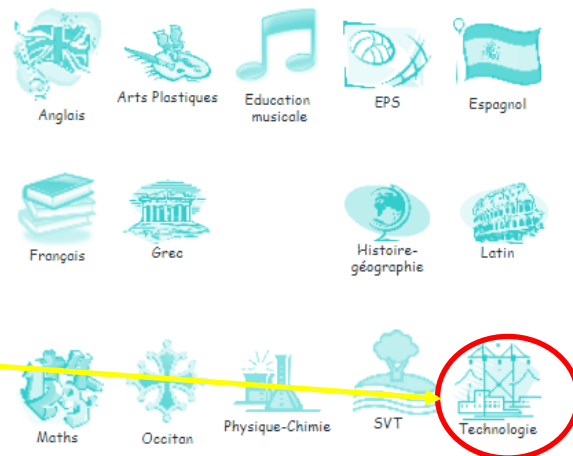 Anglais
Arts Plastiques
Education
musicale
EPS
Espagnol
Français
Grec
Histoire-
géographie
Latin
Maths
Occitan
Physique-Chimie
SVT
Technologie